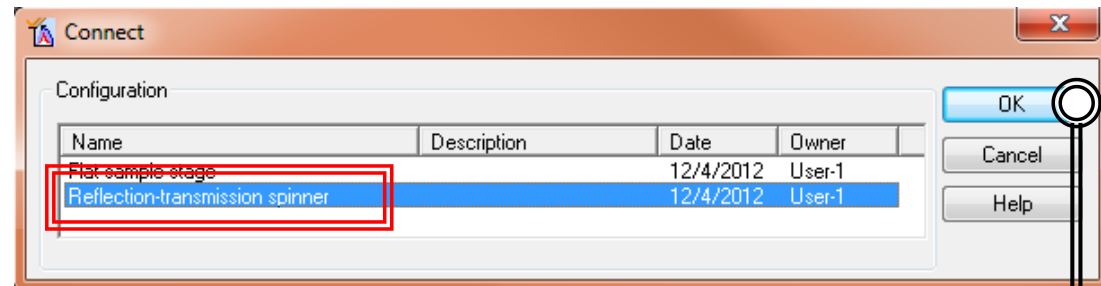 Connect
Configuration
Name Description Date Owner
Flat sample stage 12/4/2012 User-1
Reflection-transmission spinner 12/4/2012 User-1
OK
Cancel
Help